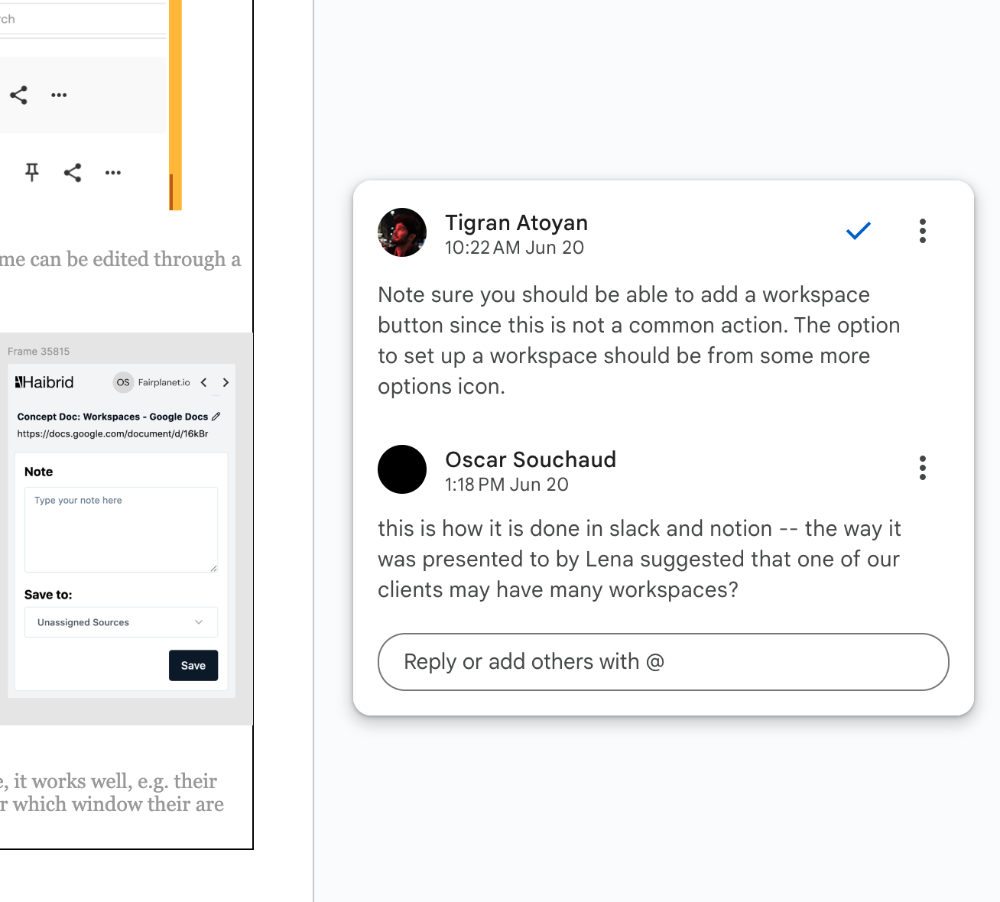 rch
me can be edited through a
Frame 35815
Haibrid
OS Fairplanet.io
Concept Doc: Workspaces - Google Docs
https://docs.google.com/document/d/16kBr
Note
Type your note here
Save to:
Unassigned Sources
Save
e, it works well, e.g. their
r which window their are
Tigran Atoyan
10:22 AM Jun 20
Note sure you should be able to add a workspace
button since this is not a common action. The option
to set up a workspace should be from some more
options icon.
Oscar Souchaud
1:18 PM Jun 20
this is how it is done in slack and notion -- the way it
was presented to by Lena suggested that one of our
clients may have many workspaces?
Reply or add others with @